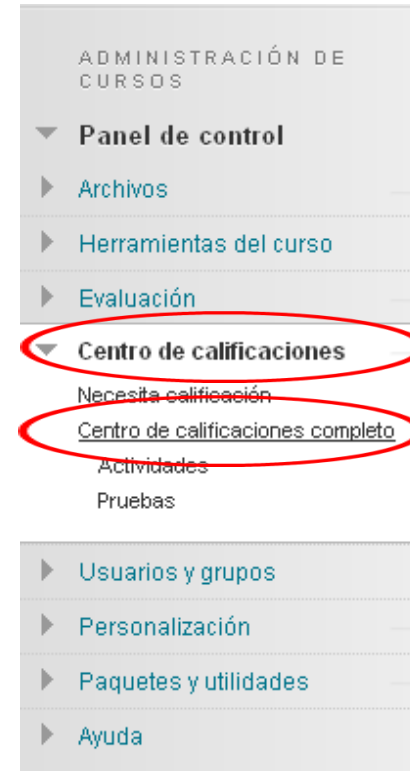 ADMINISTRACIÓN DE
CURSOS
Panel de control
Archivos
Herramientas del curso
Evaluación
Centro de calificaciones
Necesita calificación
Centro de calificaciones completo
Actividades
Pruebas
Usuarios y grupos
Personalización
Paquetes y utilidades
Ayuda